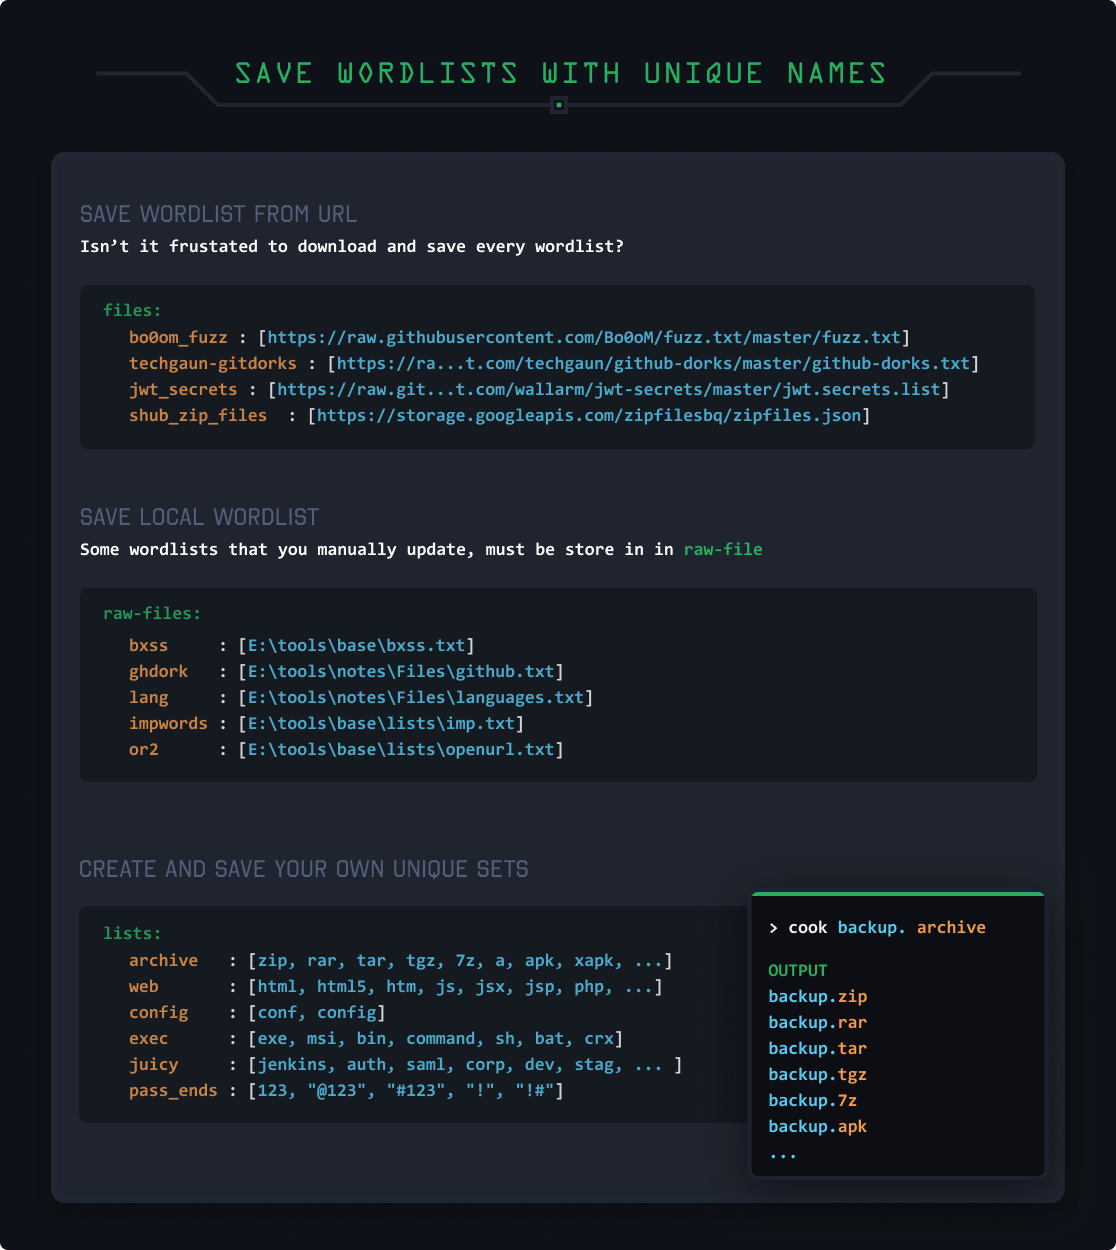 SAVE WORDLISTS WITH UNIQUE NAMES
SAVE WORDLIST FROM URL
Isn’t it frustated to download and save every wordlist?
files:
bo0om_fuzz : [https://raw.githubusercontent.com/Bo0oM/fuzz.txt/master/fuzz.txt]
techgaun-gitdorks : [https://ra...t.com/techgaun/github-dorks/master/github-dorks.txt]
jwt_secrets : [https://raw.git...t.com/wallarm/jwt-secrets/master/jwt.secrets.list]
shub_zip_files  : [https://storage.googleapis.com/zipfilesbq/zipfiles.json]
SAVE LOCAL WORDLIST
Some wordlists that you manually update, must be store in in raw-file
raw-files:
bxss     : [E:\tools\base\bxss.txt]
ghdork   : [E:\tools\notes\Files\github.txt]
lang     : [E:\tools\notes\Files\languages.txt]
impwords : [E:\tools\base\lists\imp.txt]
or2      : [E:\tools\base\lists\openurl.txt]
CREATE AND SAVE YOUR OWN UNIQUE SETS
lists:
archive   : [zip, rar, tar, tgz, 7z, a, apk, xapk, ...]
web       : [html, html5, htm, js, jsx, jsp, php, ...]
config    : [conf, config]
exec      : [exe, msi, bin, command, sh, bat, crx]
juicy     : [jenkins, auth, saml, corp, dev, stag, ... ]
pass_ends : [123, "@123", "#123", "!", "!#"]
> cook backup. archive
OUTPUT
backup.zip
backup.rar
backup.tar
backup.tgz
backup.7z
backup.apk
...